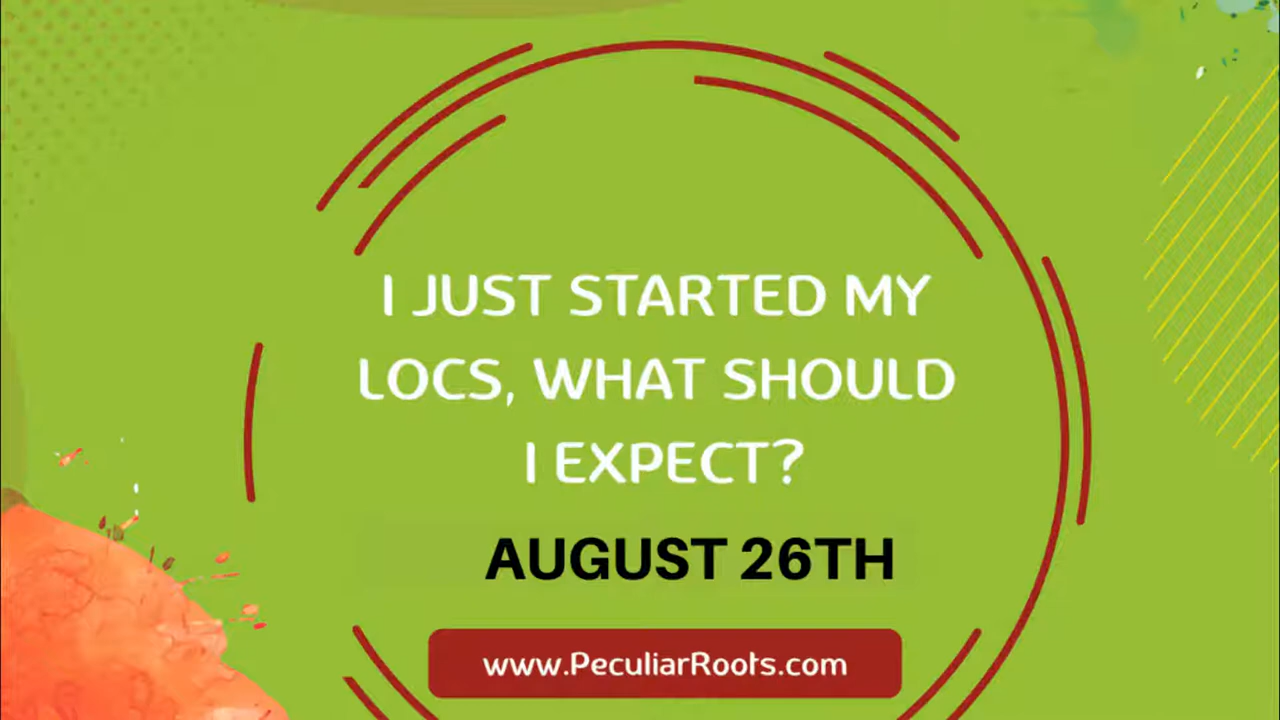 I JUST STARTED MY
LOCS, WHAT SHOULD
I EXPECT?
AUGUST 26TH
www.PeculiarRoots.com